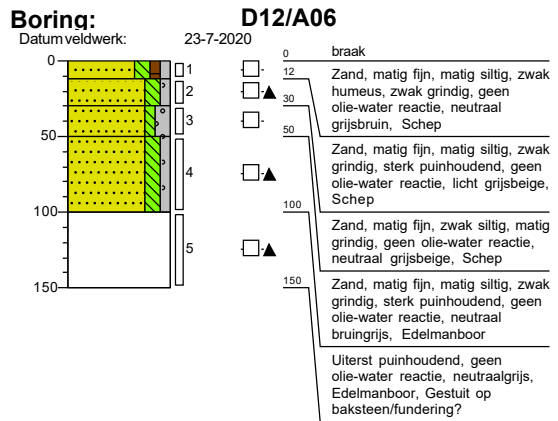 Boring: D12/A06
Datum veldwerk: 23-7-2020
0
50
100
150
1
2
3
4
5
0 braak
12 Zand, matig fijn, matig siltig, zwak
humeus, zwak grindig, geen
olie-water reactie, neutraal
grijsbruin, Schep
30
Zand, matig fijn, matig siltig, zwak
grindig, sterk puinhoudend, geen
olie-water reactie, licht grijsbeige,
Schep
50
Zand, matig fijn, zwak siltig, matig
grindig, geen olie-water reactie,
neutraal grijsbeige, Schep
100
Zand, matig fijn, matig siltig, zwak
grindig, sterk puinhoudend, geen
olie-water reactie, neutraal
bruingrijs, Edelmanboor
150
Uiterst puinhoudend, geen
olie-water reactie, neutraalgrijs,
Edelmanboor, Gestuit op
baksteen/fundering?